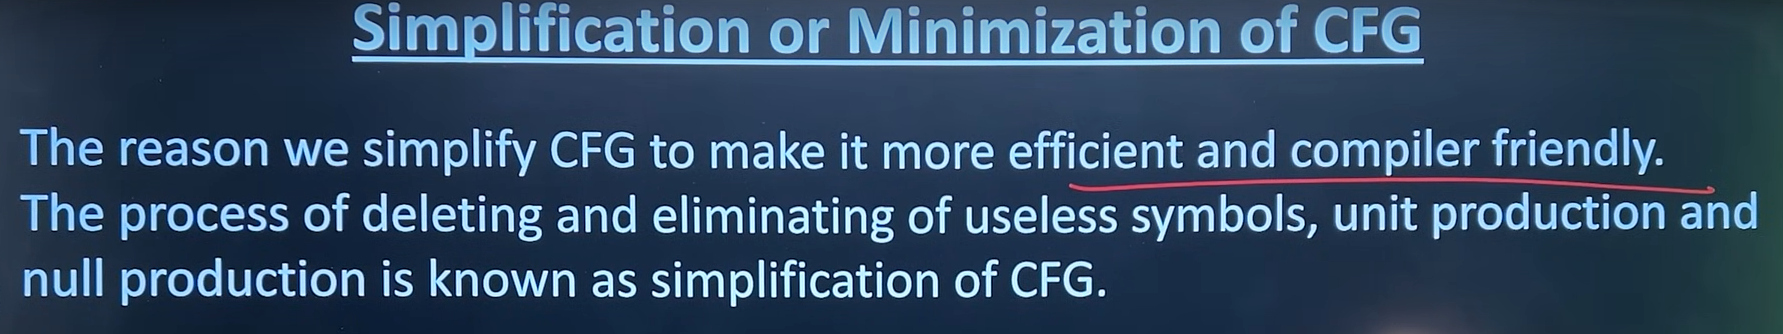 Simplification or Minimization of CFG
The reason we simplify CFG to make it more efficient and compiler friendly.
The process of deleting and eliminating of useless symbols, unit production and
null production is known as simplification of CFG.